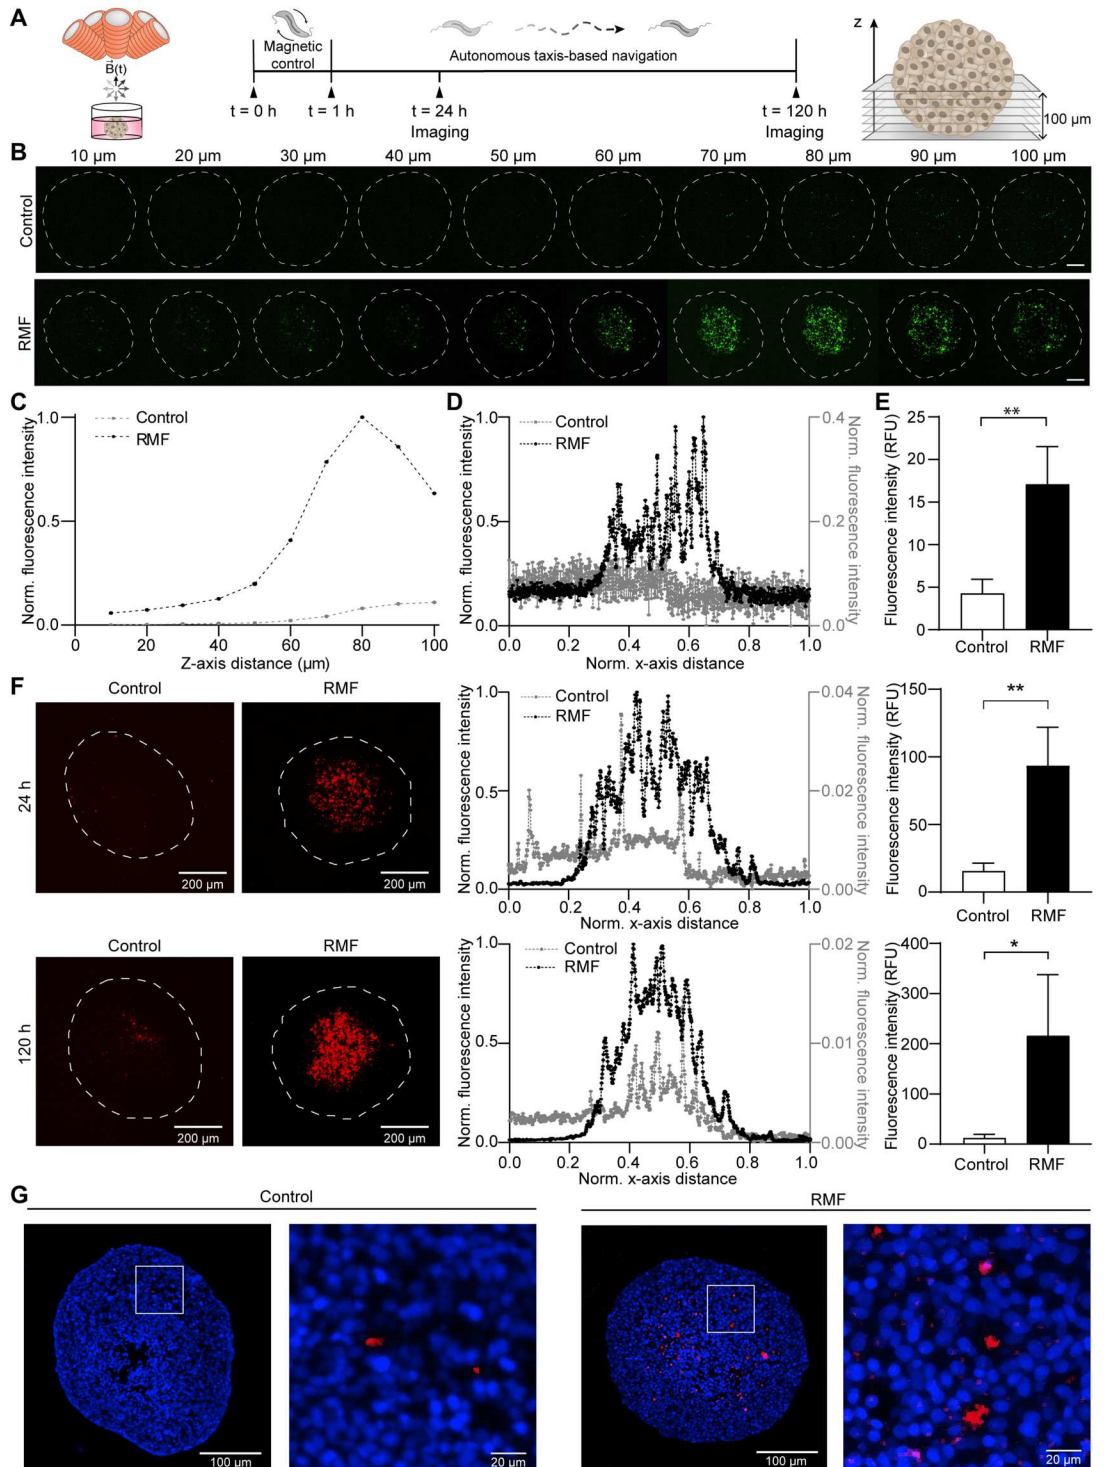 A
B(t)
Magnetic
control
Autonomous taxis-based navigation
t = 0 h
t = 1 h
t = 24 h
Imaging
t = 120 h
Imaging
z
100 μm
B
10 μm 20 μm 30 μm 40 μm 50 μm 60 μm 70 μm 80 μm 90 μm 100 μm
Control
RMF
C
Norm. fluorescence intensity
1.0
0.5
0.0
Control
RMF
0 20 40 60 80 100
Z-axis distance (μm)
D
Norm. fluorescence intensity
1.0
0.5
0.0
Control
RMF
0.4
0.2
0.0
Norm. fluorescence intensity
0.0 0.2 0.4 0.6 0.8 1.0
Norm. x-axis distance
E
Fluorescence intensity (RFU)
25
20
15
10
5
0
**
Control RMF
F
Control RMF
24 h
200 μm
200 μm
Norm. fluorescence intensity
1.0
0.5
0.0
Control
RMF
0.04
0.02
0.00
Norm. fluorescence intensity
0.0 0.2 0.4 0.6 0.8 1.0
Norm. x-axis distance
Fluorescence intensity (RFU)
150
100
50
0
**
Control RMF
Control RMF
120 h
200 μm
200 μm
Norm. fluorescence intensity
1.0
0.5
0.0
Control
RMF
0.02
0.01
0.00
Norm. fluorescence intensity
0.0 0.2 0.4 0.6 0.8 1.0
Norm. x-axis distance
Fluorescence intensity (RFU)
400
300
200
100
0
*
Control RMF
G
Control
RMF
100 μm
20 μm
100 μm
20 μm